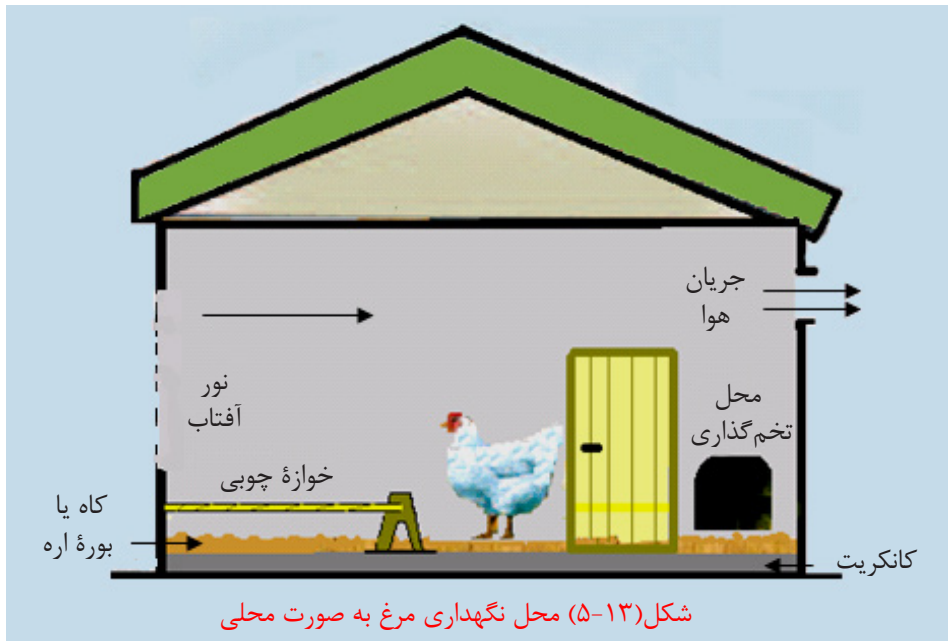 جریان
هوا
نور
آفتاب
محل
تخم‌گذاری
خوازهٔ چوبی
کاه یا
بورهٔ اره
کانکریت
شکل(۱۳-۵) محل نگهداری مرغ به صورت محلی